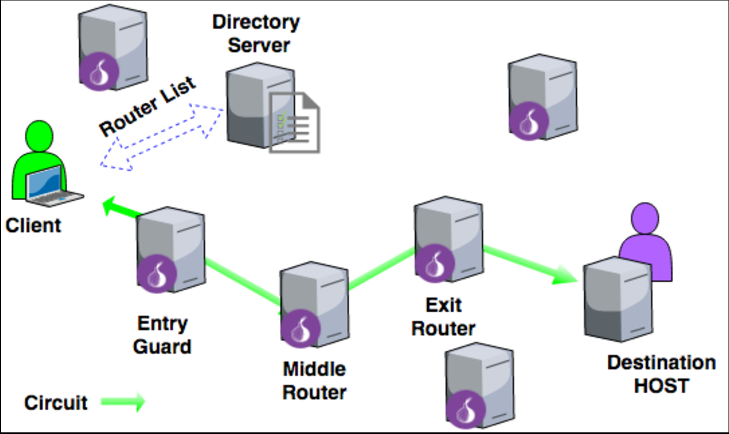 Directory
Server
Router List
Client
Entry
Guard
Middle
Router
Exit
Router
Destination
HOST
Circuit